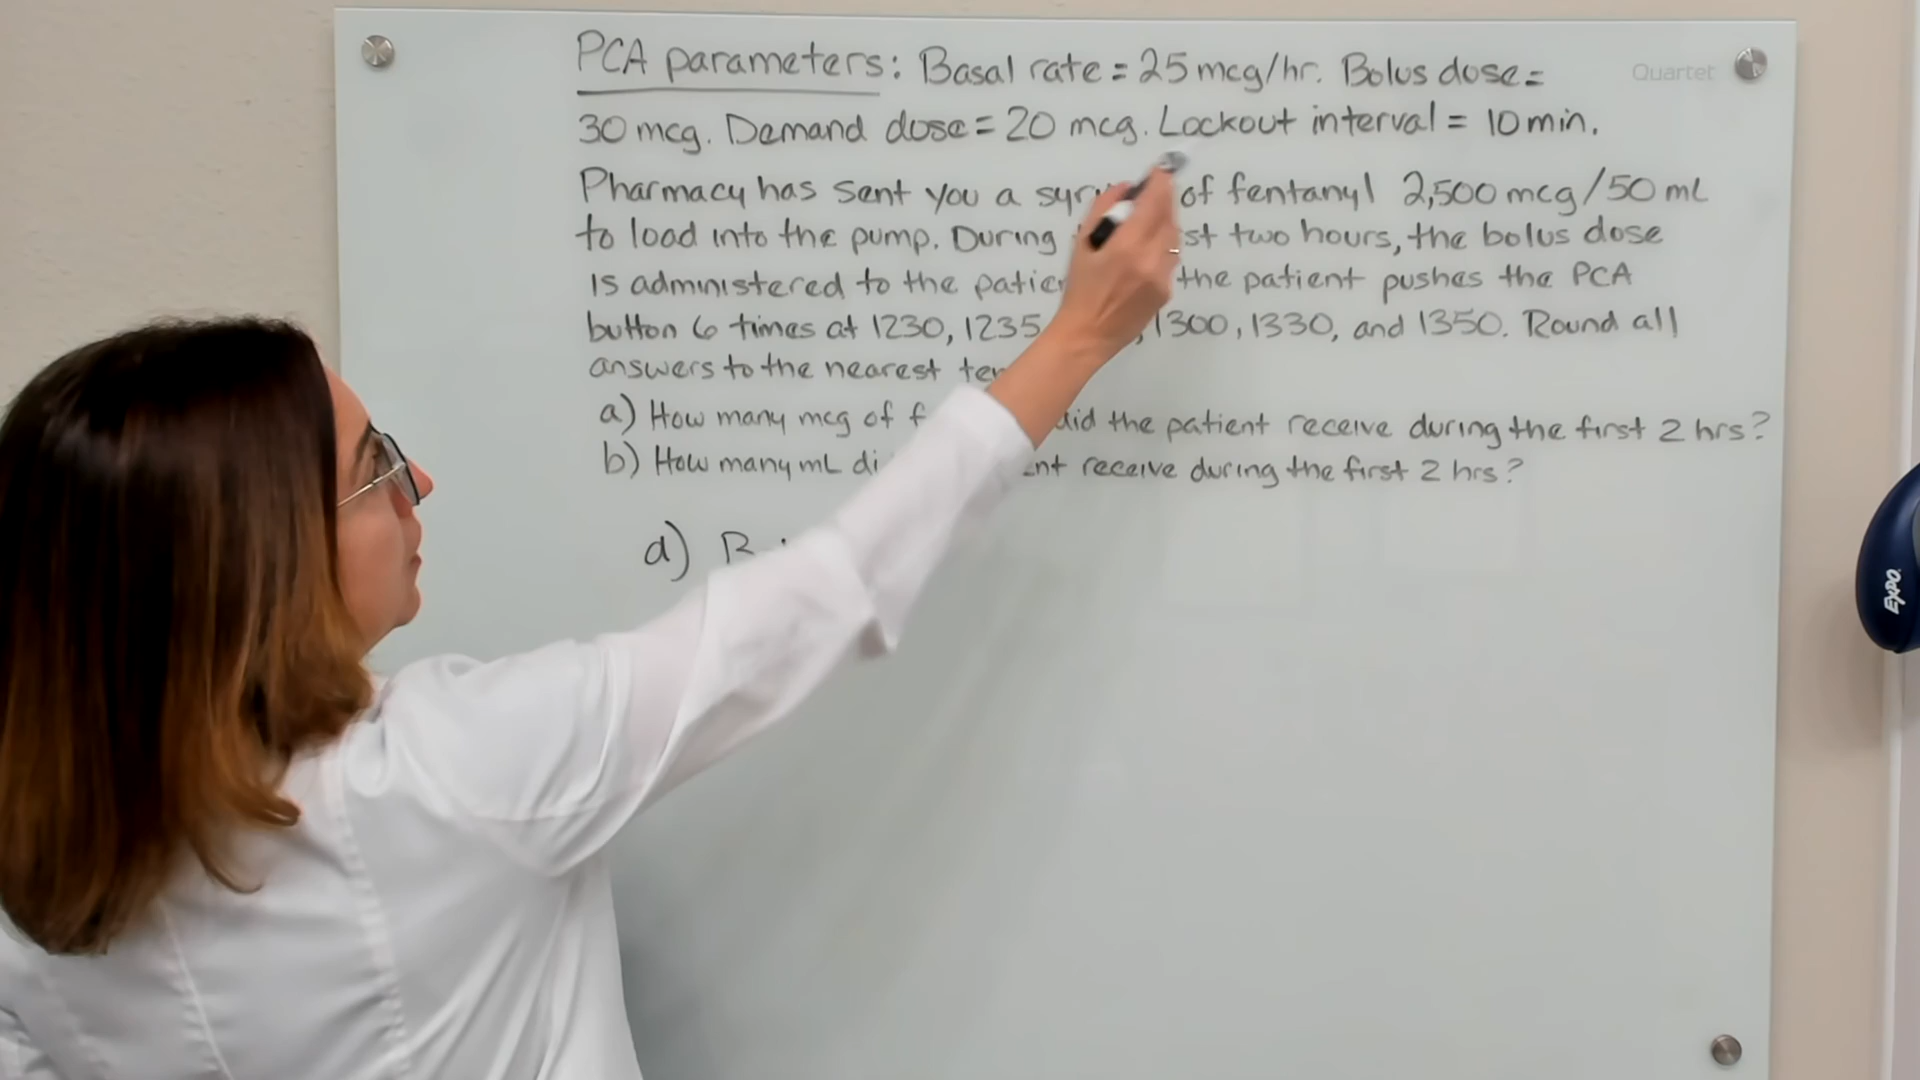 PCA parameters: Basal rate = 25 mcg/hr. Bolus dose =
Quartet
30 mcg. Demand dose = 20 mcg. Lockout interval = 10 min.
Pharmacy has sent you a of fentanyl 2,500 mcg/50 mL
to load into the pump. During two hours, the bolus dose
is administered to the the patient pushes the PCA
button 6 times at 1230, 1235 1300, 1330, and 1350. Round all
answers to the nearest
a) How many mcg of did the patient receive during the first 2 hrs?
b) How many mL receive during the first 2 hrs?
a)
EXPO